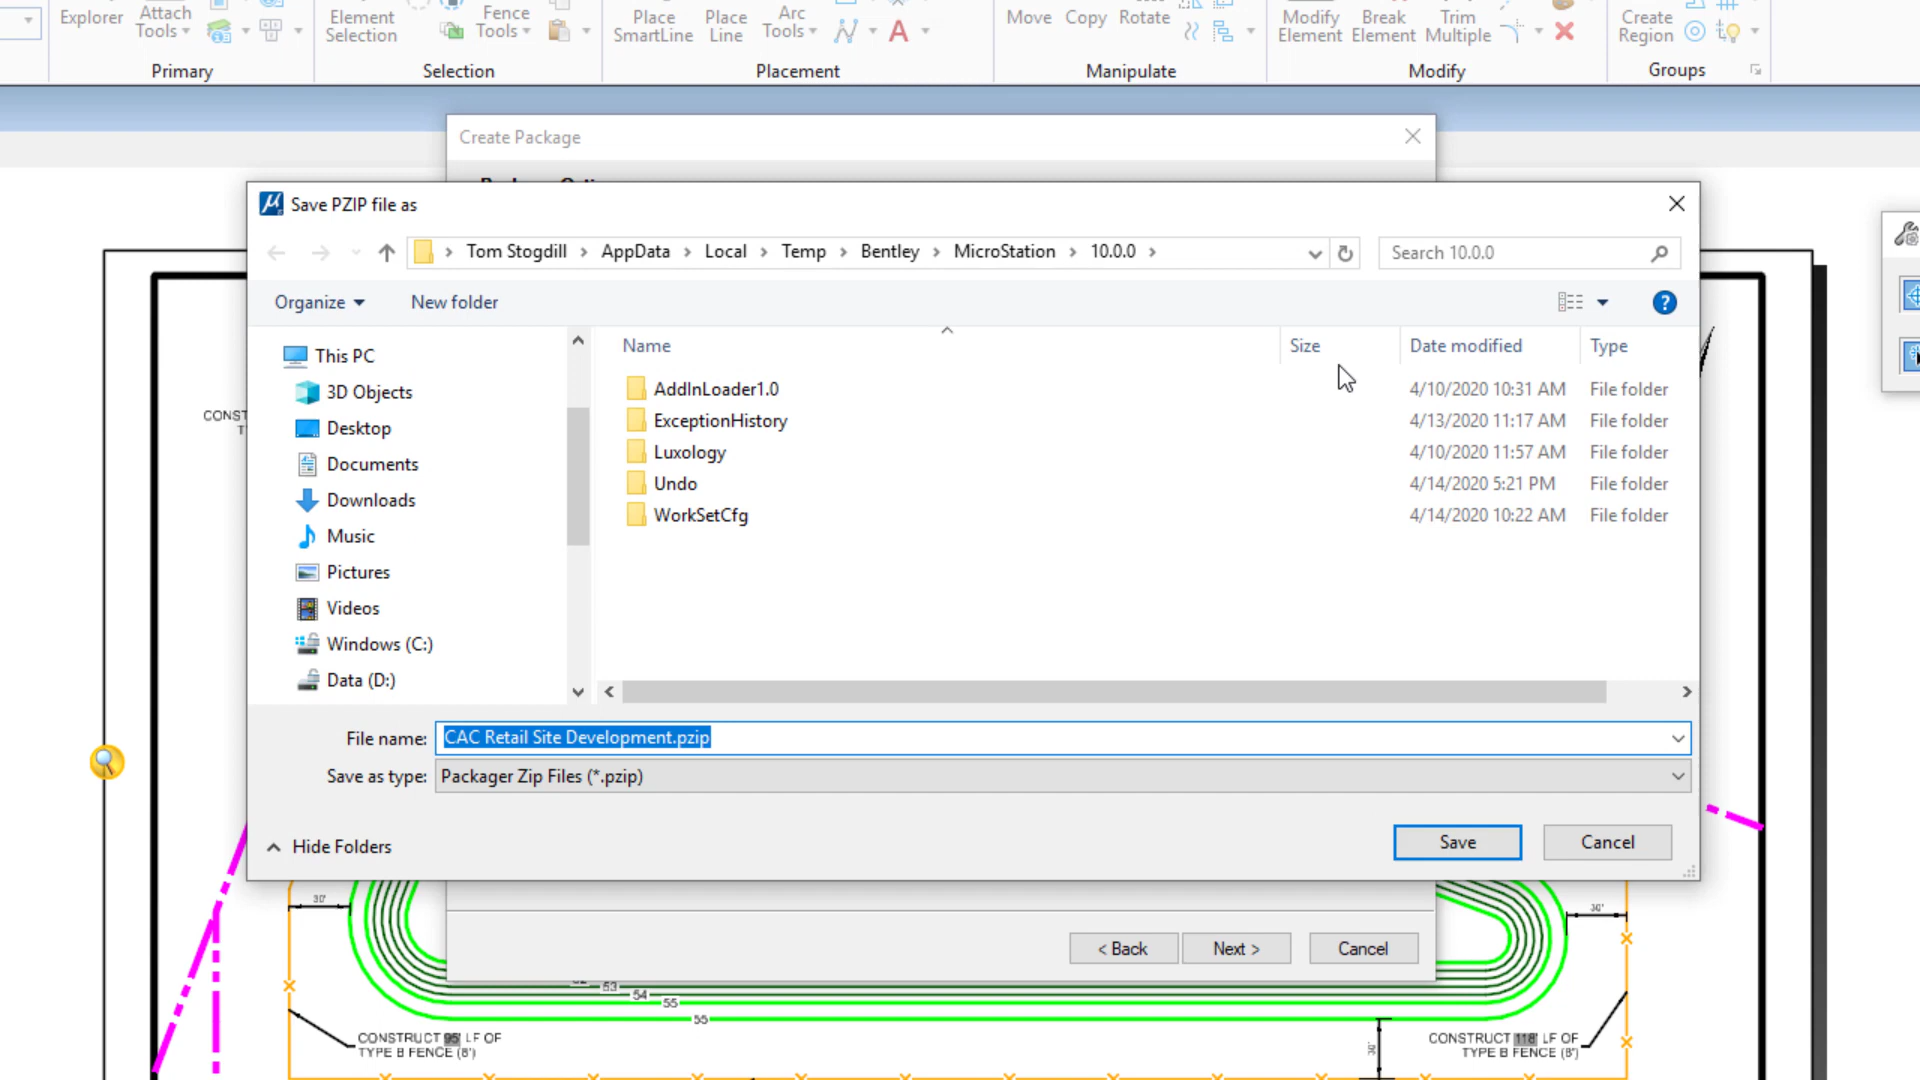 Explorer
Attach Tools
Primary
Element Selection
Fence Tools
Selection
Place SmartLine
Place Line
Arc Tools
Placement
Move Copy Rotate
Manipulate
Modify Element
Break Element
Trim Multiple
Modify
Create Region
Groups
Create Package
Save PZIP file as
Tom Stogdill > AppData > Local > Temp > Bentley > MicroStation > 10.0.0 >
Search 10.0.0
Organize
New folder
This PC
3D Objects
Desktop
Documents
Downloads
Music
Pictures
Videos
Windows (C:)
Data (D:)
Name Size Date modified Type
AddInLoader1.0 4/10/2020 10:31 AM File folder
ExceptionHistory 4/13/2020 11:17 AM File folder
Luxology 4/10/2020 11:57 AM File folder
Undo 4/14/2020 5:21 PM File folder
WorkSetCfg 4/14/2020 10:22 AM File folder
File name: CAC Retail Site Development.pzip
Save as type: Packager Zip Files (*.pzip)
Hide Folders
Save
Cancel
< Back
Next >
Cancel
30'
30'
53
54
55
55
30'
CONSTRUCT 95' LF OF
TYPE B FENCE (8')
CONSTRUCT 118' LF OF
TYPE B FENCE (8')